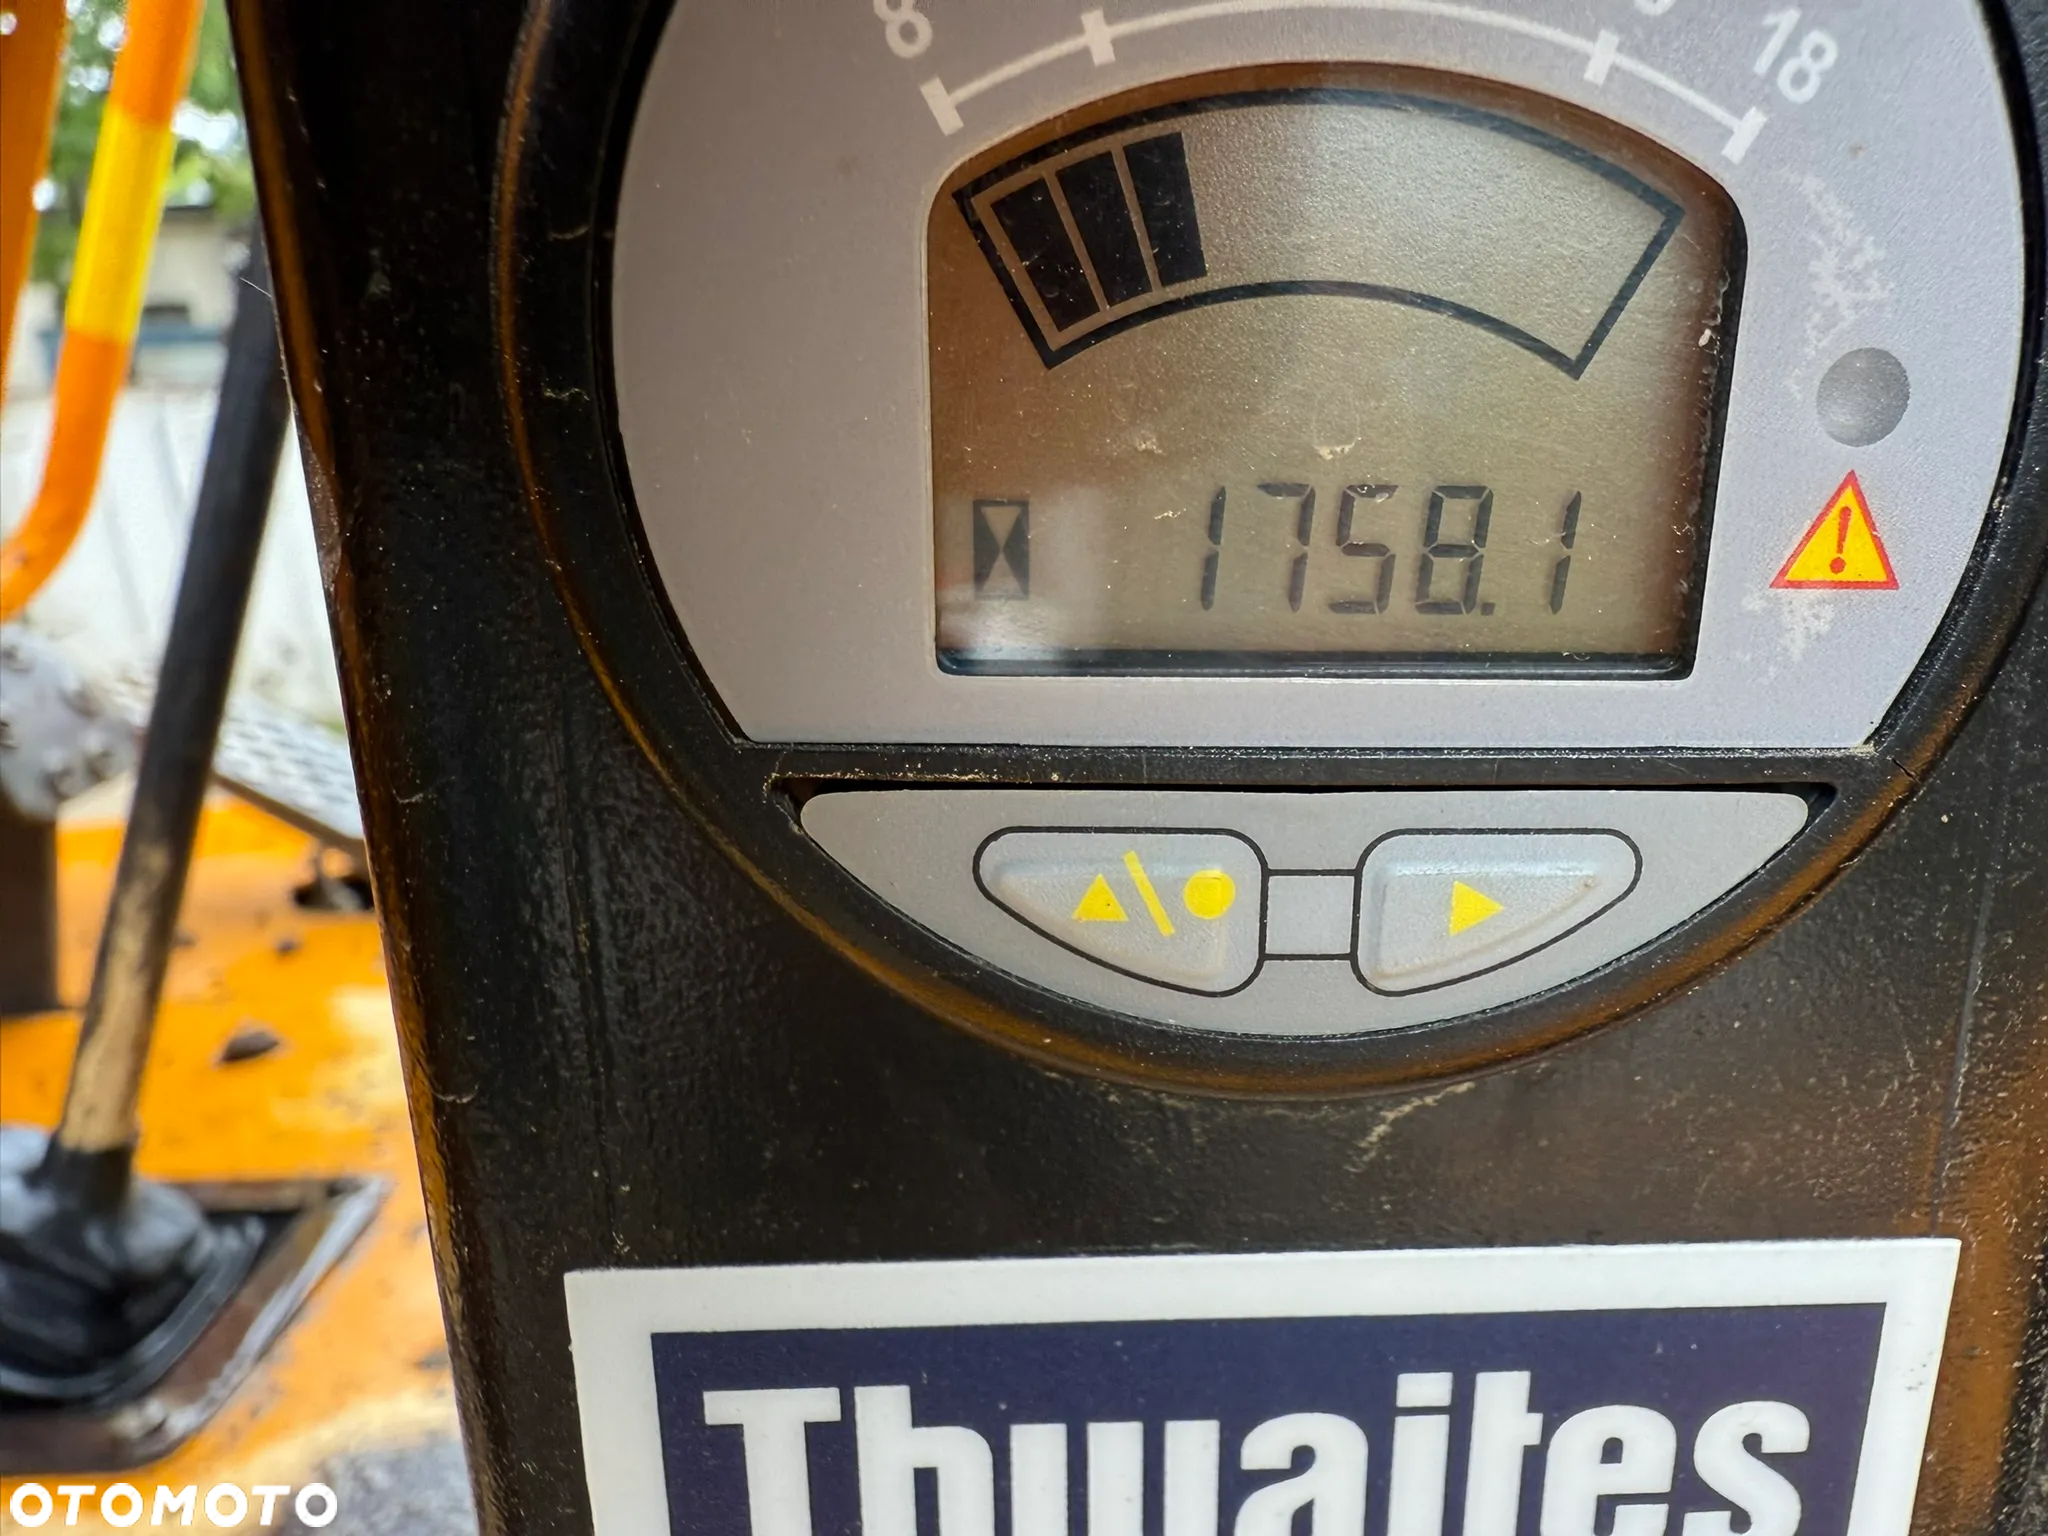 8
18
1758.1
Thwaites
OTOMOTO